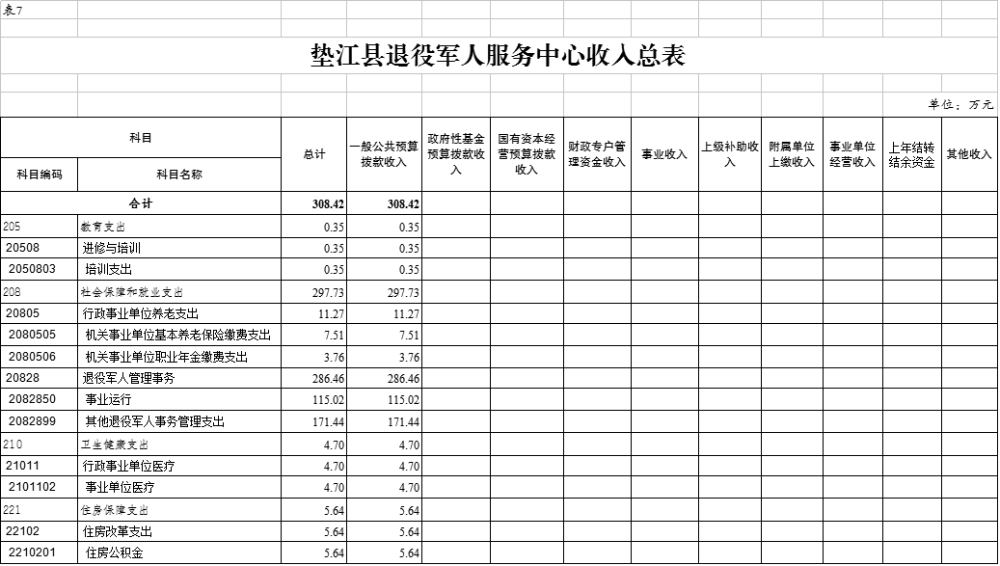 表7
垫江县退役军人服务中心收入总表
单位：万元
科目 总计 一般公共预算拨款收入 政府性基金预算拨款收入 国有资本经营预算拨款收入 财政专户管理资金收入 事业收入 上级补助收入 附属单位上缴收入 事业单位经营收入 上年结转结余资金 其他收入
科目编码 科目名称
合计 308.42 308.42
205 教育支出 0.35 0.35
20508 进修与培训 0.35 0.35
2050803 培训支出 0.35 0.35
208 社会保障和就业支出 297.73 297.73
20805 行政事业单位养老支出 11.27 11.27
2080505 机关事业单位基本养老保险缴费支出 7.51 7.51
2080506 机关事业单位职业年金缴费支出 3.76 3.76
20828 退役军人管理事务 286.46 286.46
2082850 事业运行 115.02 115.02
2082899 其他退役军人事务管理支出 171.44 171.44
210 卫生健康支出 4.70 4.70
21011 行政事业单位医疗 4.70 4.70
2101102 事业单位医疗 4.70 4.70
221 住房保障支出 5.64 5.64
22102 住房改革支出 5.64 5.64
2210201 住房公积金 5.64 5.64